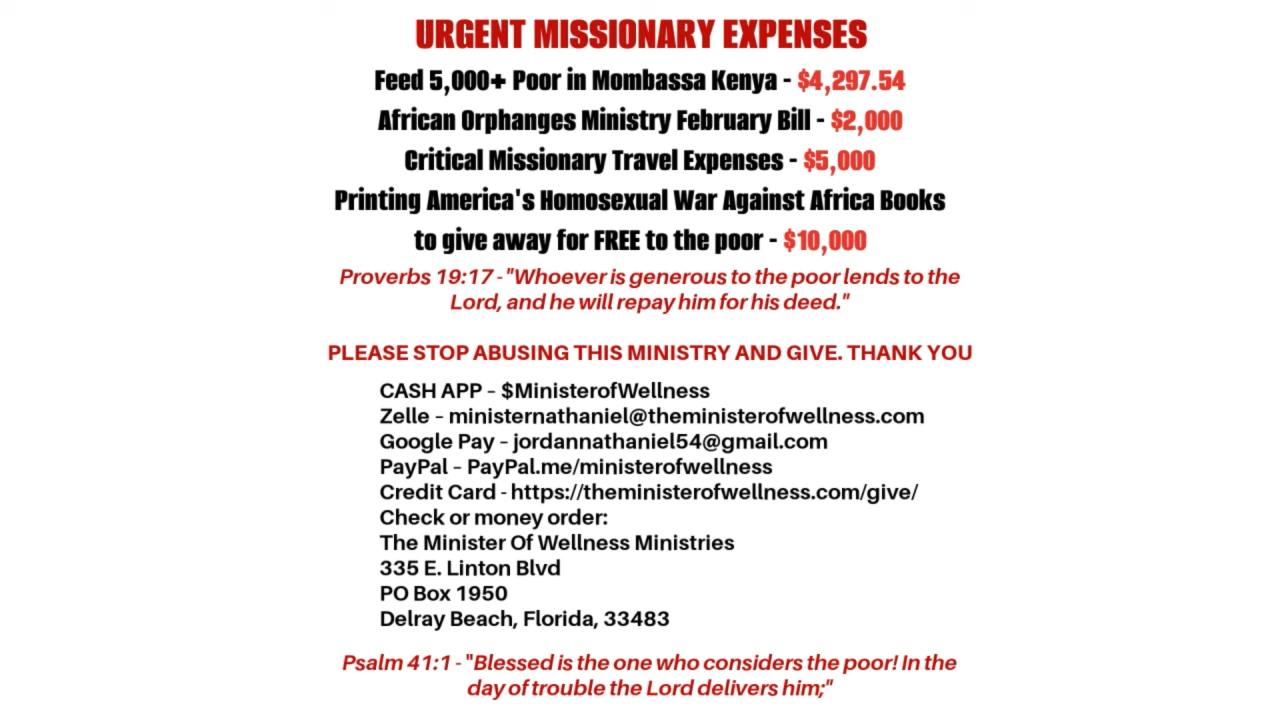 URGENT MISSIONARY EXPENSES
Feed 5,000+ Poor in Mombassa Kenya - $4,297.54
African Orphanges Ministry February Bill - $2,000
Critical Missionary Travel Expenses - $5,000
Printing America's Homosexual War Against Africa Books
to give away for FREE to the poor - $10,000
Proverbs 19:17 - "Whoever is generous to the poor lends to the
Lord, and he will repay him for his deed."
PLEASE STOP ABUSING THIS MINISTRY AND GIVE. THANK YOU
CASH APP – $MinisterofWellness
Zelle – ministernathaniel@theministerofwellness.com
Google Pay – jordannathaniel54@gmail.com
PayPal – PayPal.me/ministerofwellness
Credit Card - https://theministerofwellness.com/give/
Check or money order:
The Minister Of Wellness Ministries
335 E. Linton Blvd
PO Box 1950
Delray Beach, Florida, 33483
Psalm 41:1 - "Blessed is the one who considers the poor! In the
day of trouble the Lord delivers him;"